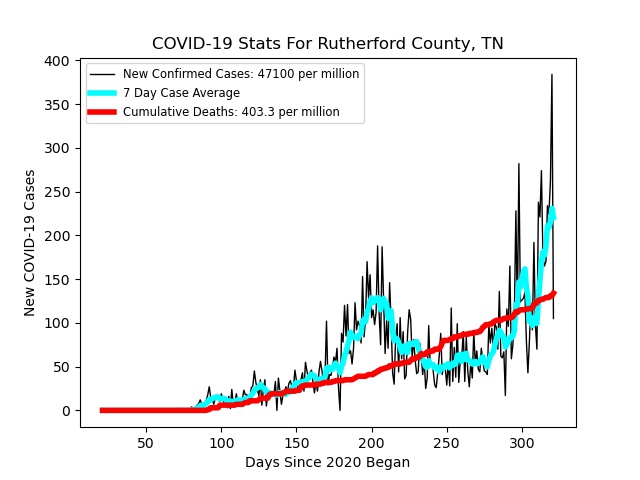 COVID-19 Stats For Rutherford County, TN
New Confirmed Cases: 47100 per million
7 Day Case Average
Cumulative Deaths: 403.3 per million
400
350
300
250
200
150
100
50
0
New COVID-19 Cases
50 100 150 200 250 300
Days Since 2020 Began